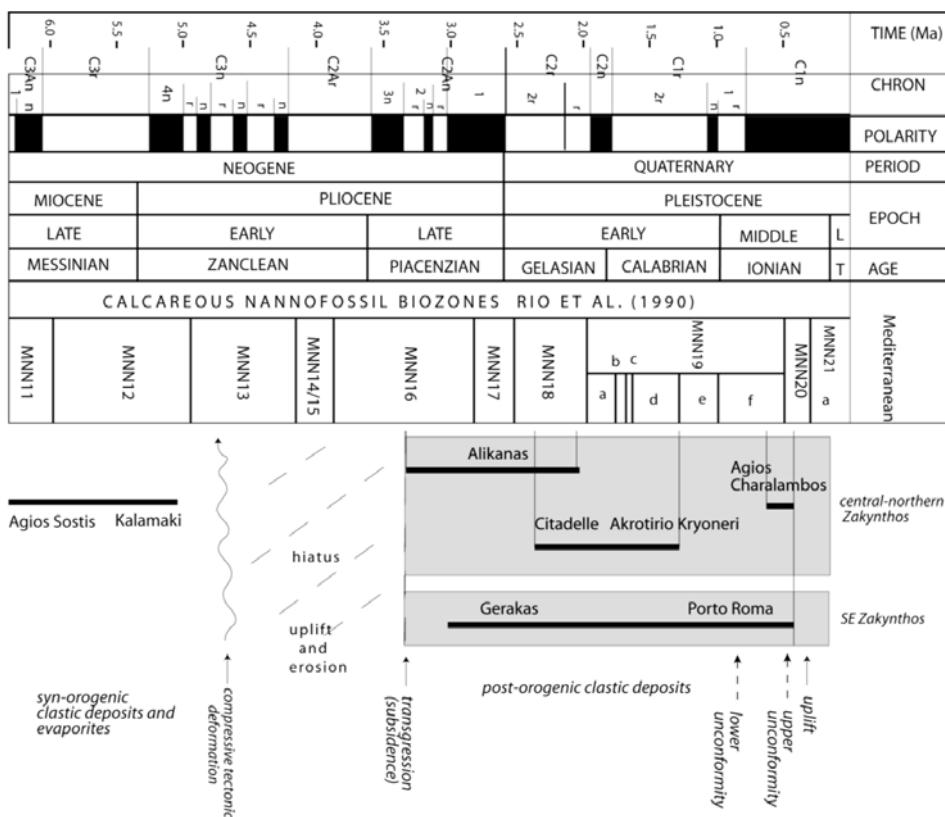 6.0 5.5 5.0 4.5 4.0 3.5 3.0 2.5 2.0 1.5 1.0 0.5 TIME (Ma)
C3An C3r C3n C2Ar C2An C2r C2n C1r C1n CHRON
1 n 4n r n r n r n 3n 2 r n r 1 2r r 2r n 1 r
POLARITY
NEOGENE QUATERNARY PERIOD
MIOCENE PLIOCENE PLEISTOCENE EPOCH
LATE EARLY LATE EARLY MIDDLE L
MESSINIAN ZANCLEAN PIACENZIAN GELASIAN CALABRIAN IONIAN T AGE
CALCAREOUS NANNOFOSSIL BIOZONES RIO ET AL. (1990)
MNN11 MNN12 MNN13 MNN14/15 MNN16 MNN17 MNN18 MNN19 MNN20 MNN21 Mediterranean
a b c d e f a
Alikanas
Agios
Charalambos
central-northern
Zakynthos
Agios Sostis Kalamaki
Citadelle Akrotirio Kryoneri
hiatus
Gerakas Porto Roma
SE Zakynthos
uplift
and
erosion
syn-orogenic
clastic deposits and
evaporites
compressive tectonic
deformation
transgression
(subsidence)
post-orogenic clastic deposits
lower
unconformity
upper
unconformity
uplift